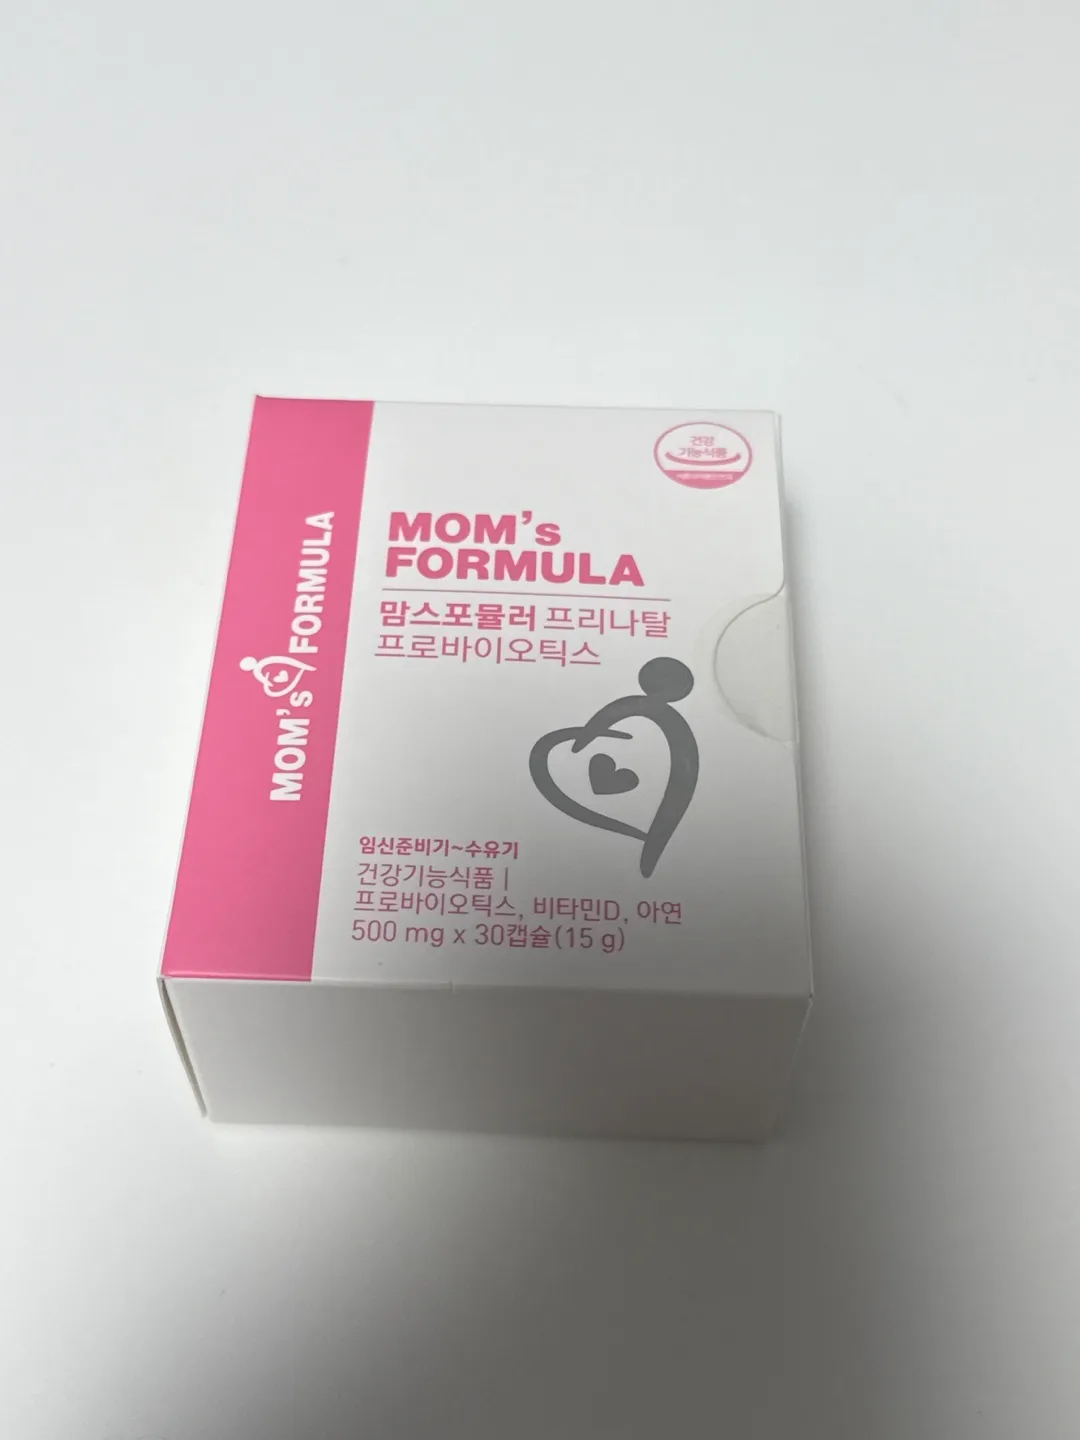 MOM's FORMULA
건강
기능식품
MOM's
FORMULA
맘스포뮬러 프리나탈
프로바이오틱스
임신준비기~수유기
건강기능식품 |
프로바이오틱스, 비타민D, 아연
500 mg x 30캡슐(15 g)